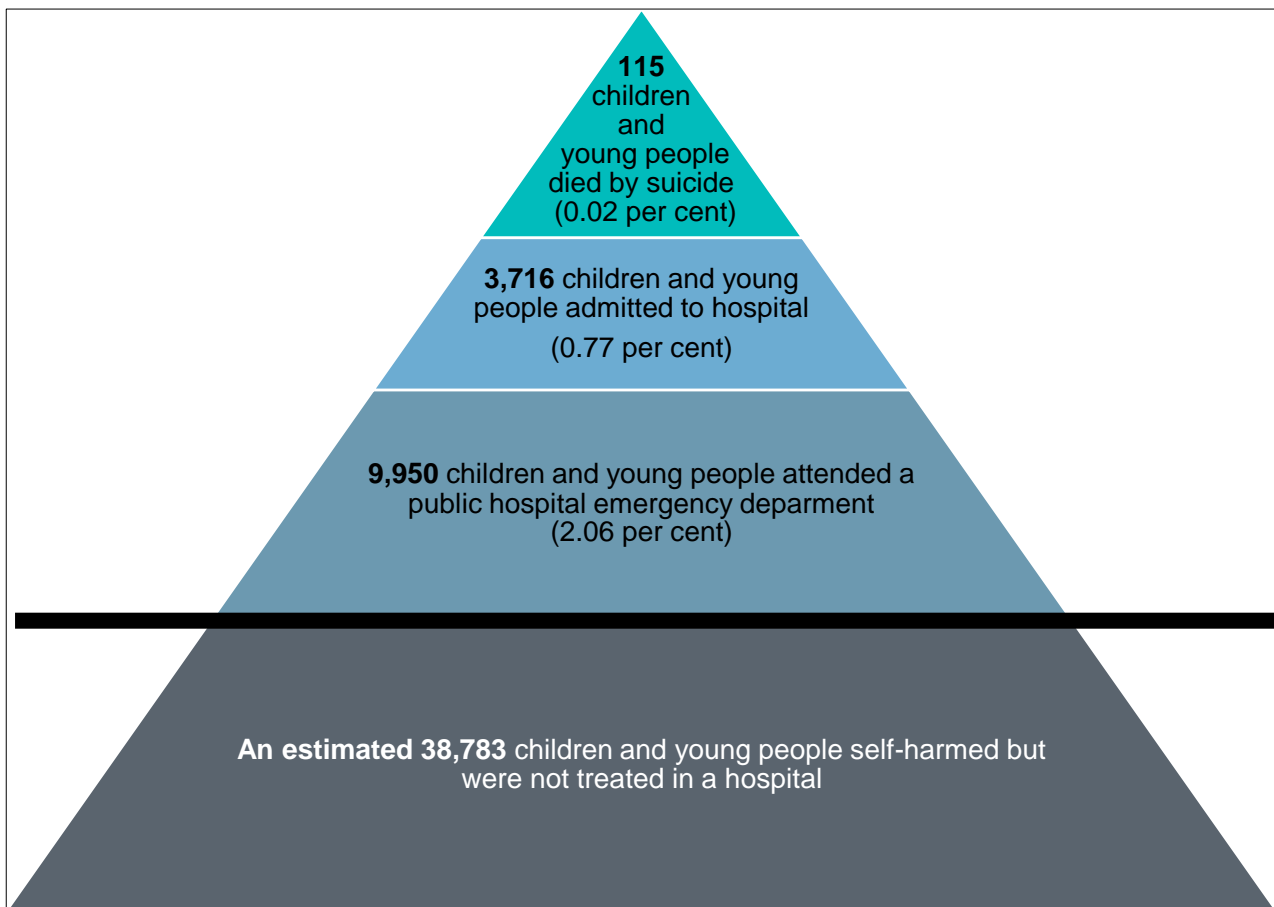 115
children
and
young people
died by suicide
(0.02 per cent)
3,716 children and young
people admitted to hospital
(0.77 per cent)
9,950 children and young people attended a
public hospital emergency deparment
(2.06 per cent)
An estimated 38,783 children and young people self-harmed but
were not treated in a hospital